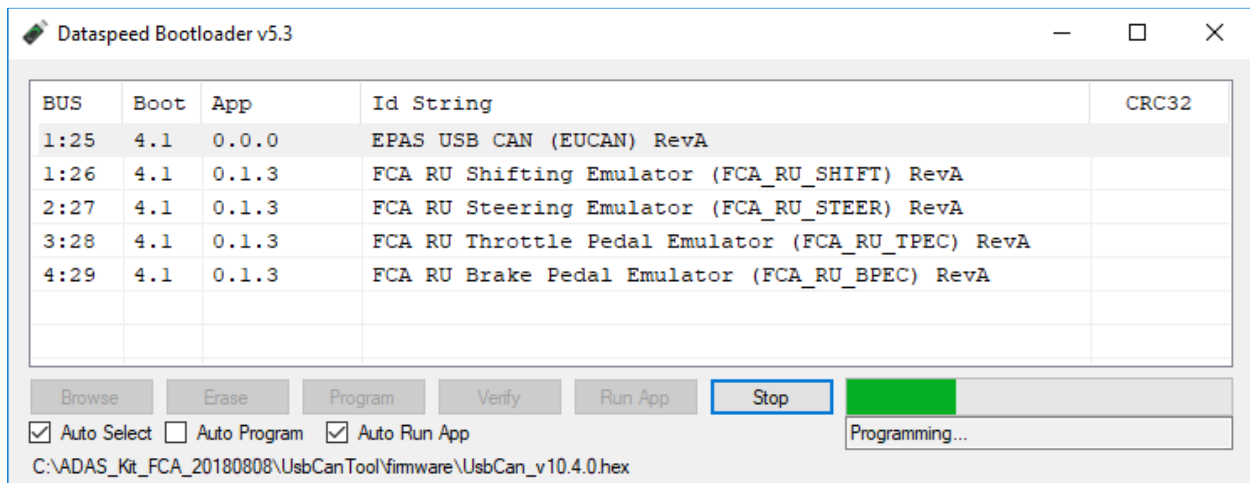 Dataspeed Bootloader v5.3
BUS Boot App Id String CRC32
1:25 4.1 0.0.0 EPAS USB CAN (EUCAN) RevA
1:26 4.1 0.1.3 FCA RU Shifting Emulator (FCA_RU_SHIFT) RevA
2:27 4.1 0.1.3 FCA RU Steering Emulator (FCA_RU_STEER) RevA
3:28 4.1 0.1.3 FCA RU Throttle Pedal Emulator (FCA_RU_TPEC) RevA
4:29 4.1 0.1.3 FCA RU Brake Pedal Emulator (FCA_RU_BPEC) RevA
Browse Erase Program Verify Run App Stop
Auto Select Auto Program Auto Run App Programming...
C:\ADAS_Kit_FCA_20180808\UsbCanTool\firmware\UsbCan_v10.4.0.hex